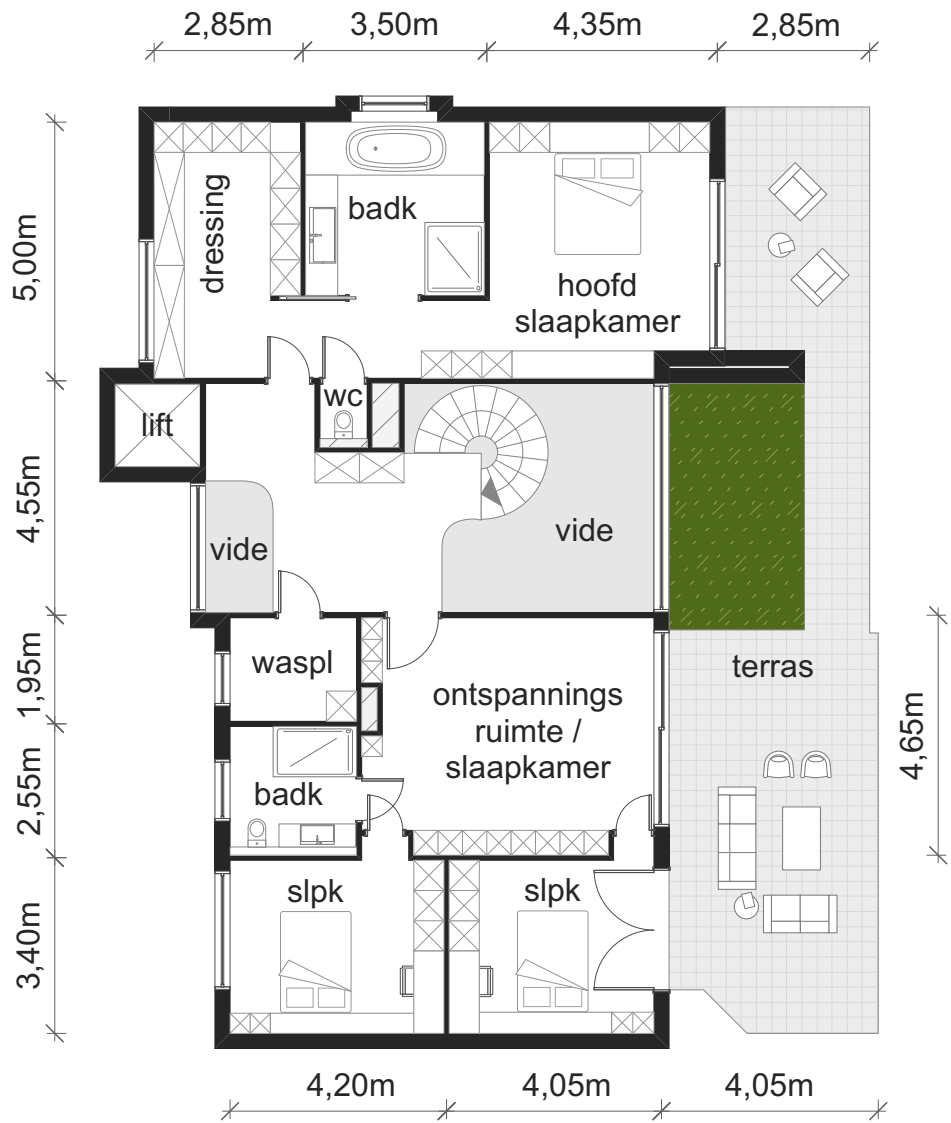 2,85m
3,50m
4,35m
2,85m
5,00m
4,55m
1,95m
2,55m
3,40m
dressing
badk
hoofd
slaapkamer
wc
lift
vide
vide
waspl
ontspannings
ruimte /
slaapkamer
terras
4,65m
badk
slpk
slpk
4,20m
4,05m
4,05m